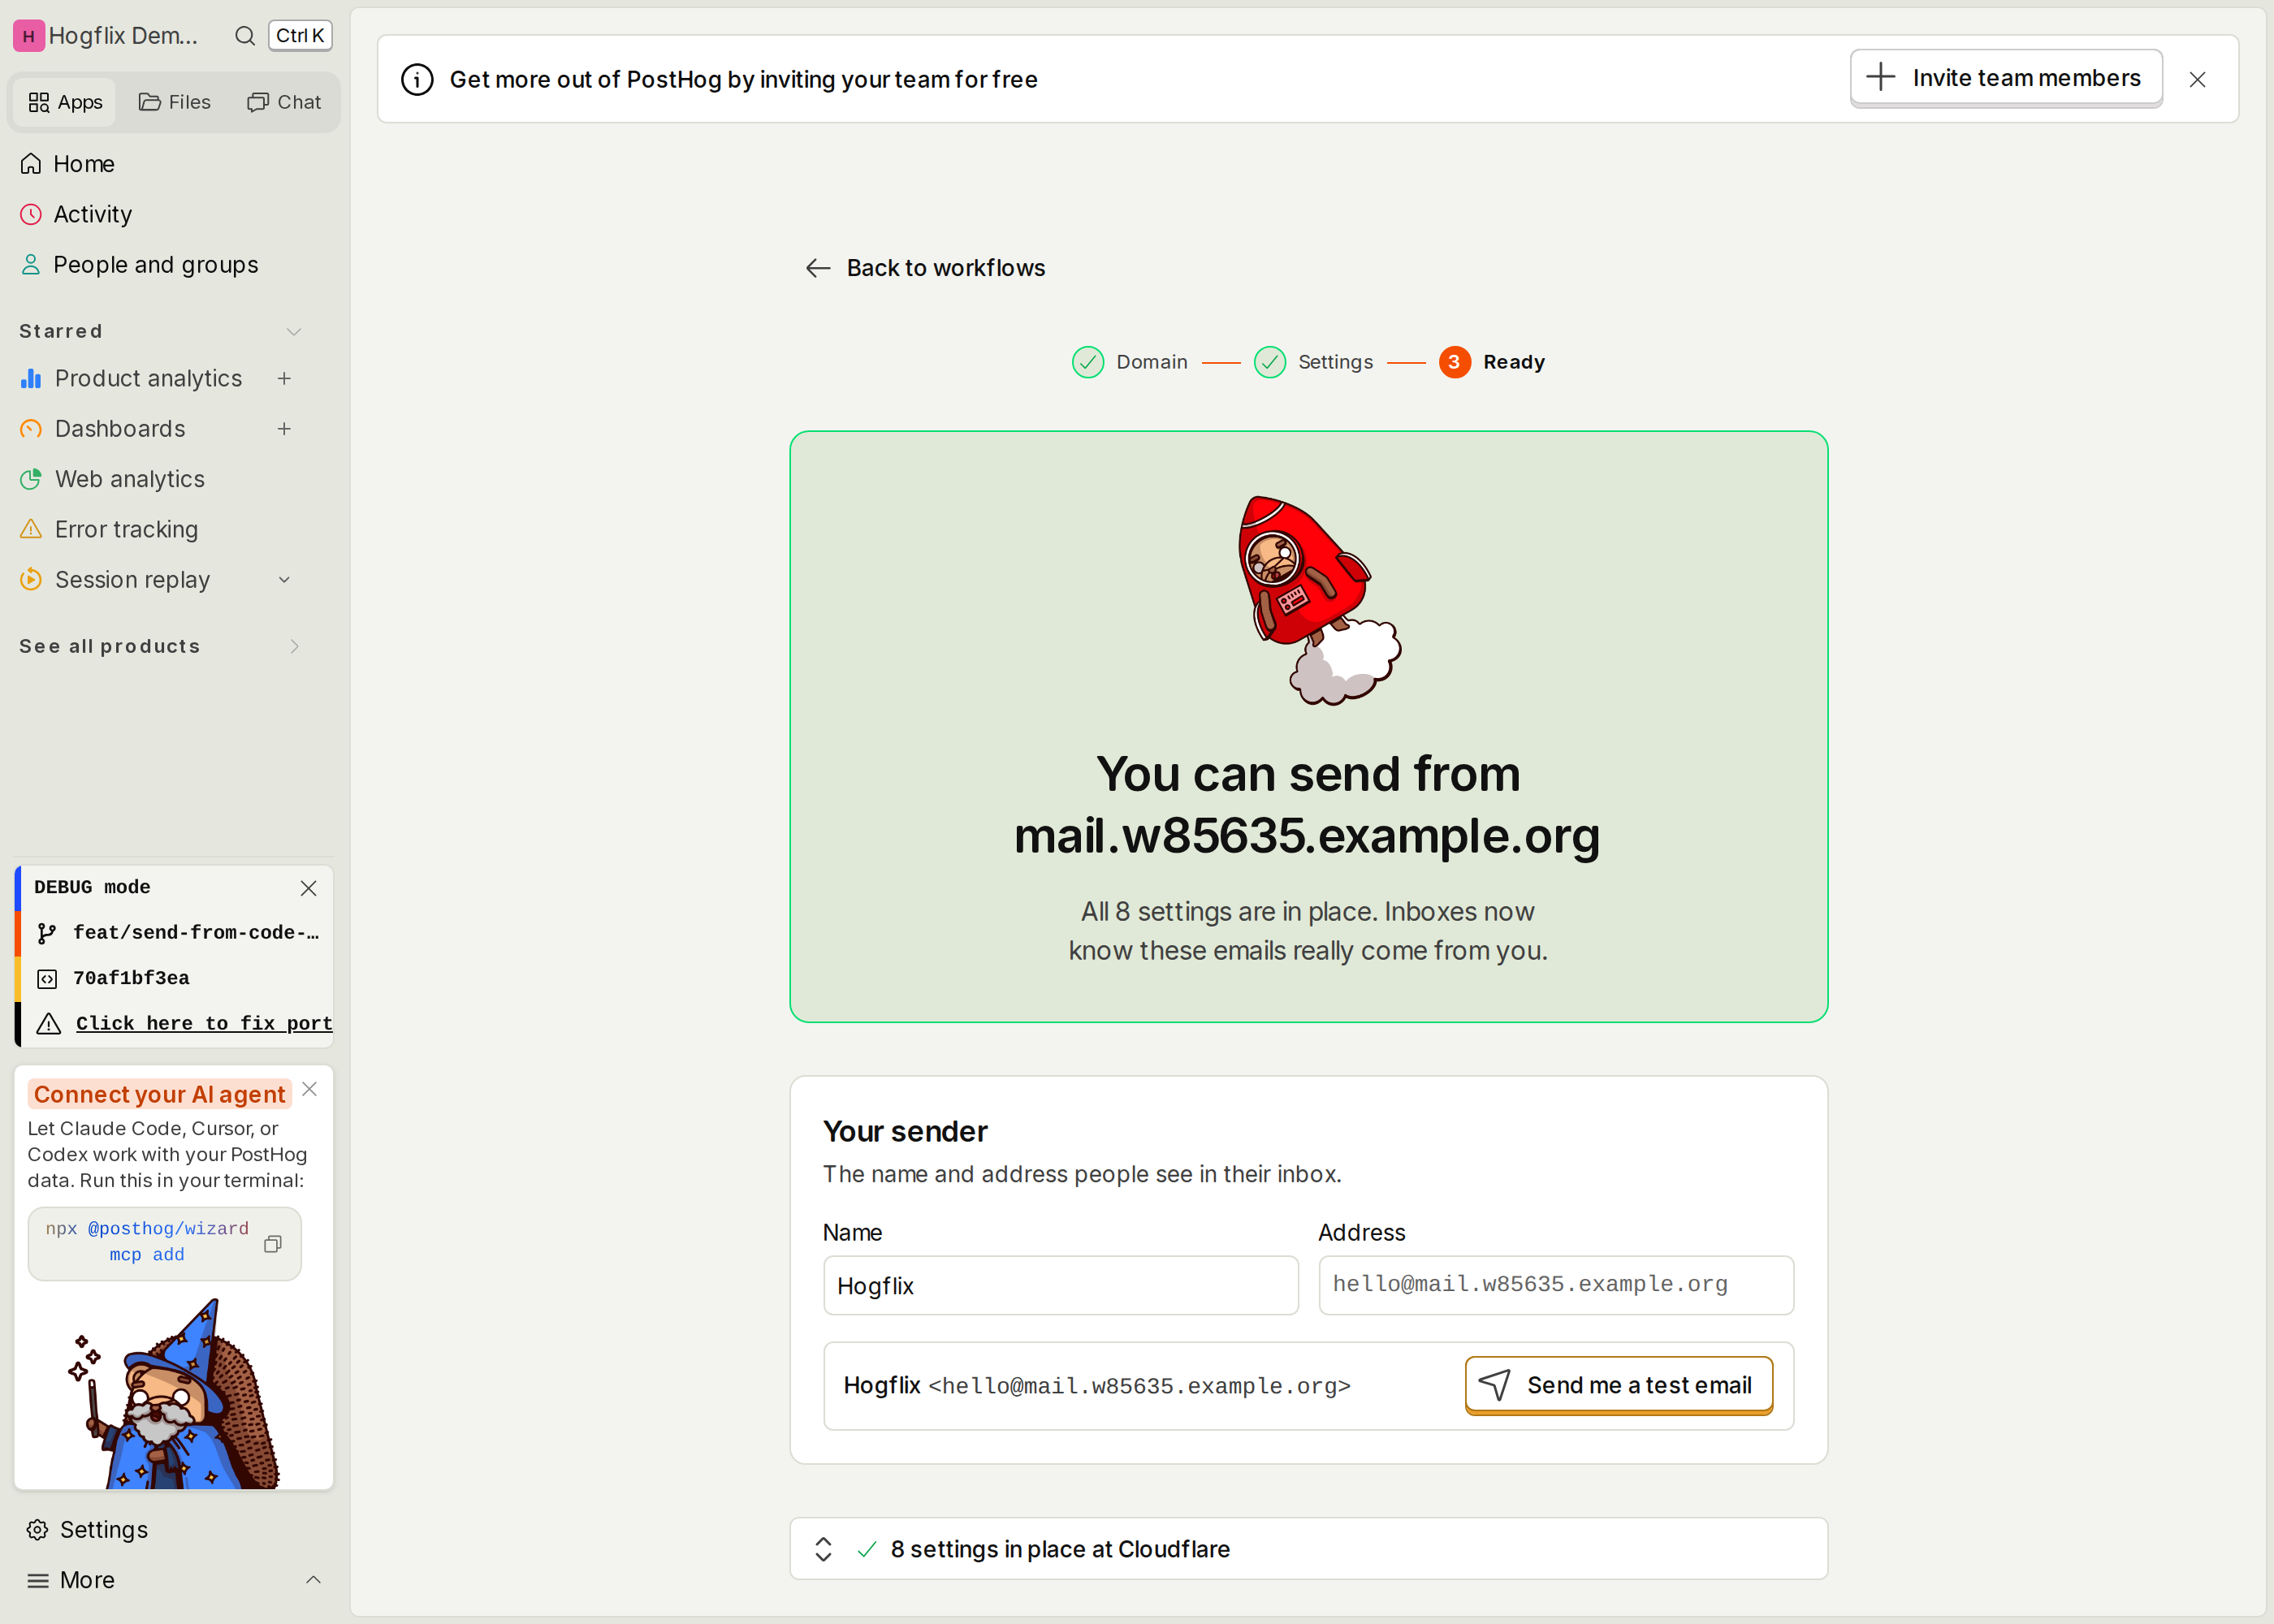 H Hogflix Dem... Ctrl K
Apps Files Chat
Home
Activity
People and groups
Starred
Product analytics
Dashboards
Web analytics
Error tracking
Session replay
See all products
DEBUG mode
feat/send-from-code-…
70af1bf3ea
Click here to fix port
Connect your AI agent
Let Claude Code, Cursor, or
Codex work with your PostHog
data. Run this in your terminal:
npx @posthog/wizard
mcp add
Settings
More
Get more out of PostHog by inviting your team for free
Invite team members
Back to workflows
Domain Settings 3 Ready
You can send from
mail.w85635.example.org
All 8 settings are in place. Inboxes now
know these emails really come from you.
Your sender
The name and address people see in their inbox.
Name Address
Hogflix hello@mail.w85635.example.org
Hogflix <hello@mail.w85635.example.org> Send me a test email
8 settings in place at Cloudflare